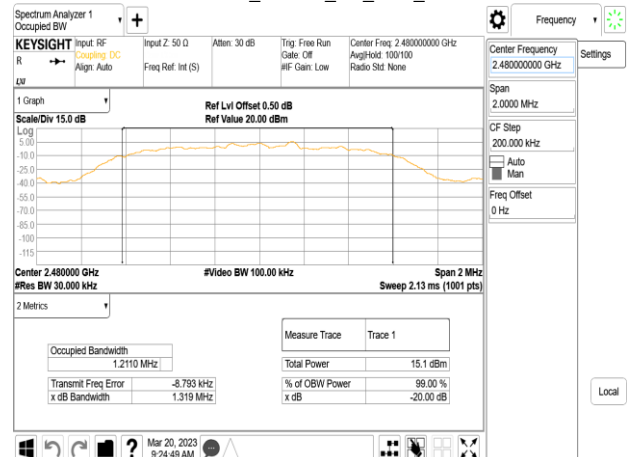 Spectrum Analyzer 1
Occupied BW
Frequency
KEYSIGHT
R
LXI
Input: RF
Coupling: DC
Align: Auto
Input Z: 50 Ω
Freq Ref: Int (S)
Atten: 30 dB
Trig: Free Run
Gate: Off
#IF Gain: Low
Center Freq: 2.480000000 GHz
Avg|Hold: 100/100
Radio Std: None
Center Frequency
2.480000000 GHz
Settings
Span
2.0000 MHz
CF Step
200.000 kHz
Auto
Man
Freq Offset
0 Hz
1 Graph
Scale/Div 15.0 dB
Ref Lvl Offset 0.50 dB
Ref Value 20.00 dBm
Log
5.00
-10.0
-25.0
-40.0
-55.0
-70.0
-85.0
-100
-115
Center 2.480000 GHz
#Video BW 100.00 kHz
Span 2 MHz
#Res BW 30.000 kHz
Sweep 2.13 ms (1001 pts)
2 Metrics
Occupied Bandwidth
1.2110 MHz
Transmit Freq Error -8.793 kHz
x dB Bandwidth 1.319 MHz
Measure Trace Trace 1
Total Power 15.1 dBm
% of OBW Power 99.00 %
x dB -20.00 dB
Local
?
Mar 20, 2023
9:24:49 AM